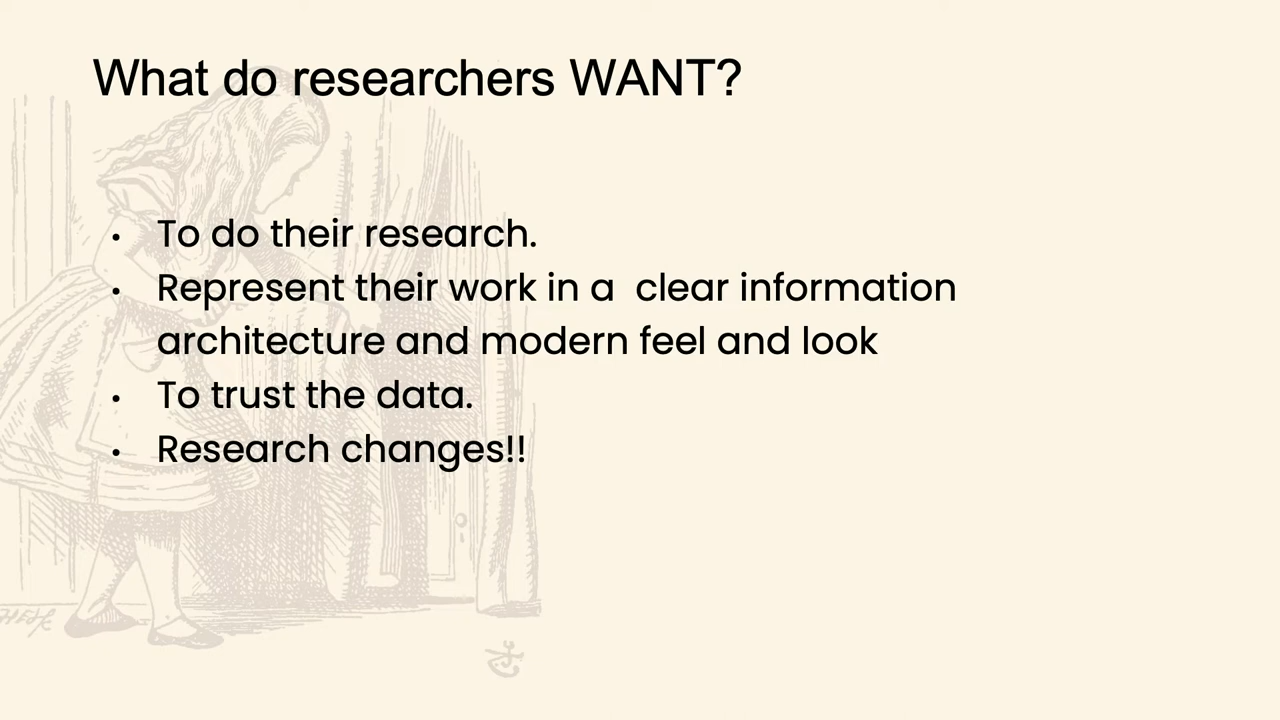 What do researchers WANT?
• To do their research.
• Represent their work in a  clear information
architecture and modern feel and look
• To trust the data.
• Research changes!!